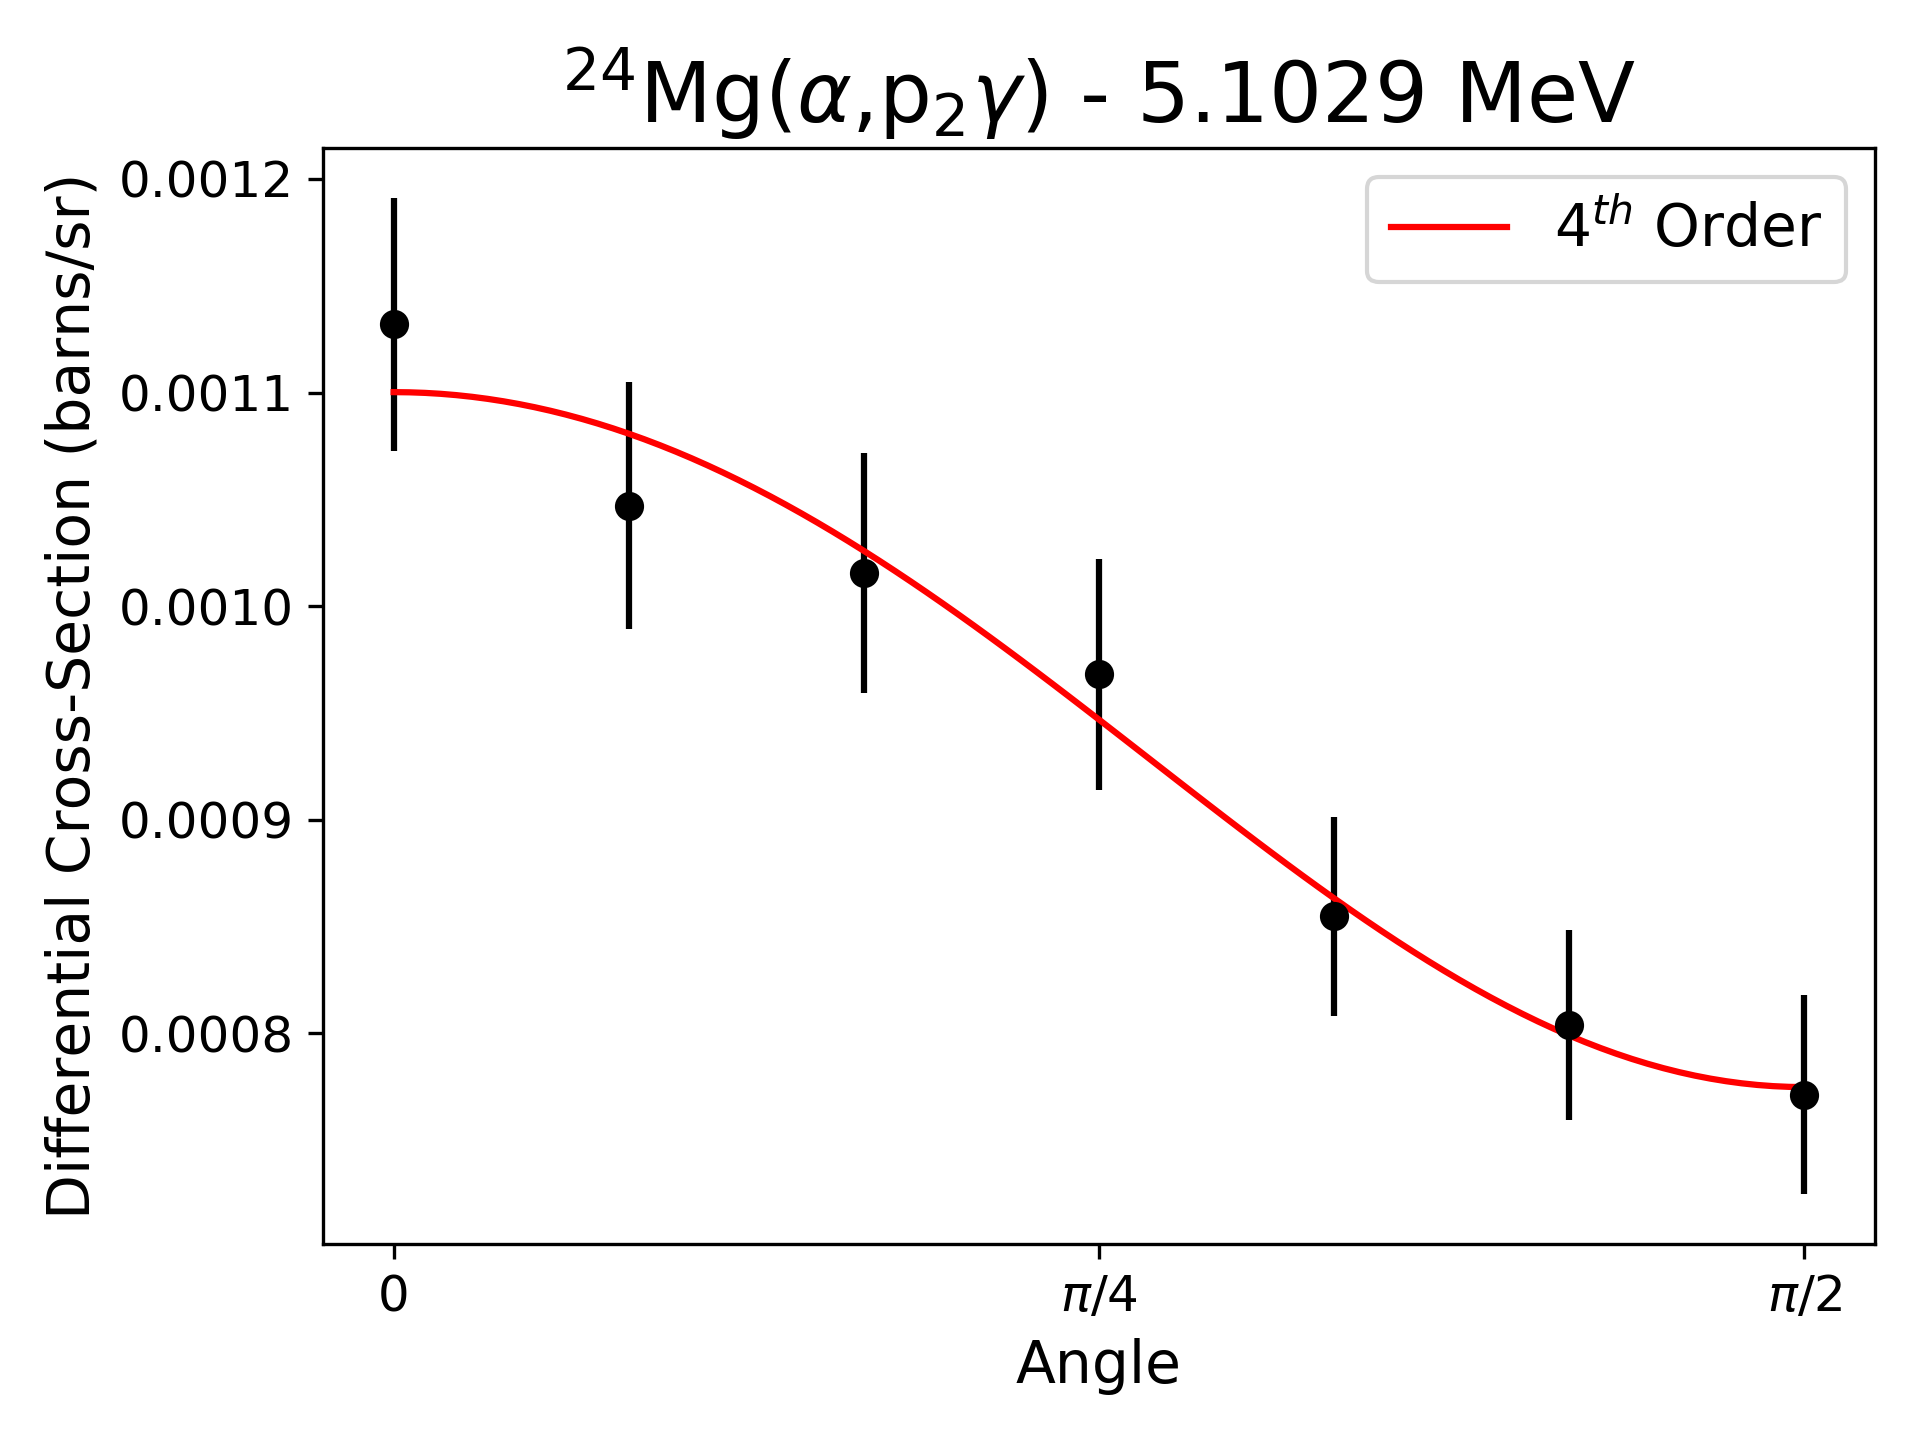 ²⁴Mg(α,p₂γ) - 5.1029 MeV
Differential Cross-Section (barns/sr)
0.0012
0.0011
0.0010
0.0009
0.0008
4ᵗʰ Order
0
π/4
π/2
Angle